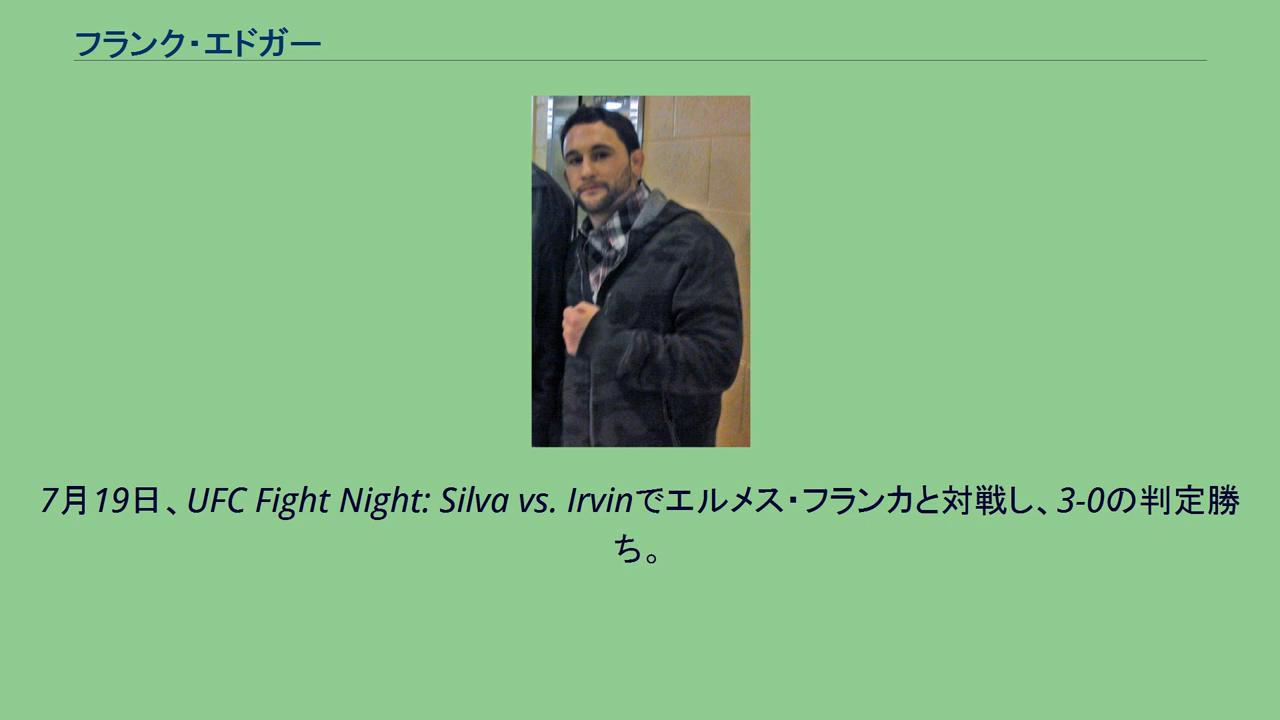 フランク・エドガー
7月19日、UFC Fight Night: Silva vs. Irvinでエルメス・フランカと対戦し、3-0の判定勝
ち。